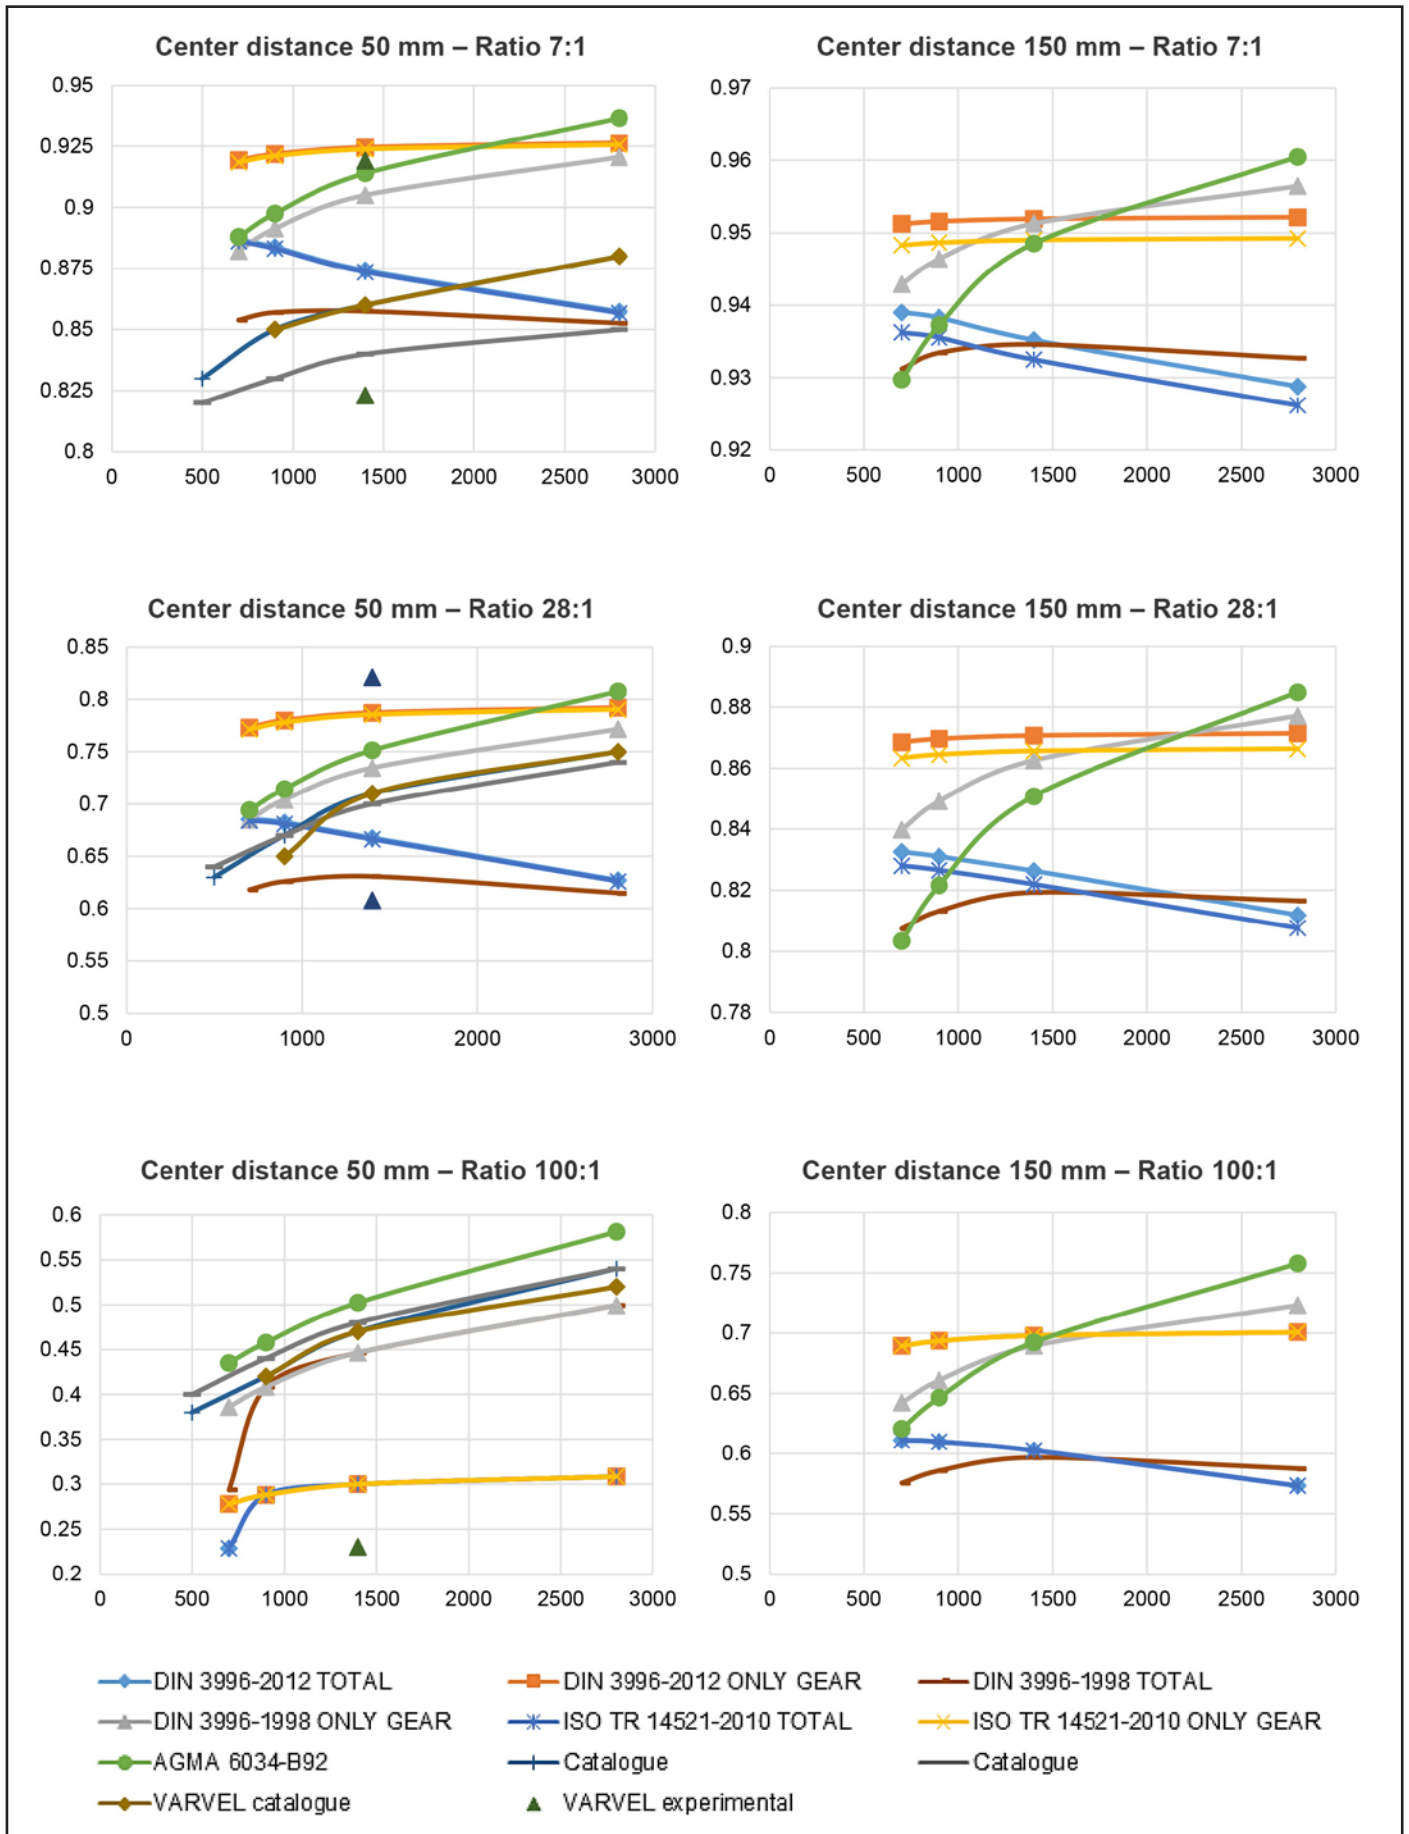 Center distance 50 mm – Ratio 7:1
0.95
0.925
0.9
0.875
0.85
0.825
0.8
0 500 1000 1500 2000 2500 3000
Center distance 150 mm – Ratio 7:1
0.97
0.96
0.95
0.94
0.93
0.92
0 500 1000 1500 2000 2500 3000
Center distance 50 mm – Ratio 28:1
0.85
0.8
0.75
0.7
0.65
0.6
0.55
0.5
0 1000 2000 3000
Center distance 150 mm – Ratio 28:1
0.9
0.88
0.86
0.84
0.82
0.8
0.78
0 500 1000 1500 2000 2500 3000
Center distance 50 mm – Ratio 100:1
0.6
0.55
0.5
0.45
0.4
0.35
0.3
0.25
0.2
0 500 1000 1500 2000 2500 3000
Center distance 150 mm – Ratio 100:1
0.8
0.75
0.7
0.65
0.6
0.55
0.5
0 500 1000 1500 2000 2500 3000
DIN 3996-2012 TOTAL
DIN 3996-2012 ONLY GEAR
DIN 3996-1998 TOTAL
DIN 3996-1998 ONLY GEAR
ISO TR 14521-2010 TOTAL
ISO TR 14521-2010 ONLY GEAR
AGMA 6034-B92
Catalogue
Catalogue
VARVEL catalogue
VARVEL experimental